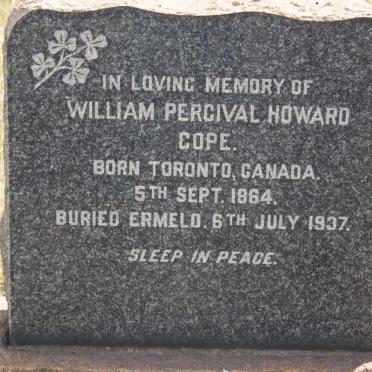 IN LOVING MEMORY OF
WILLIAM PERCIVAL HOWARD
COPE.
BORN TORONTO, CANADA.
5TH SEPT. 1864.
BURIED ERMELO. 6TH JULY 1937.
SLEEP IN PEACE.